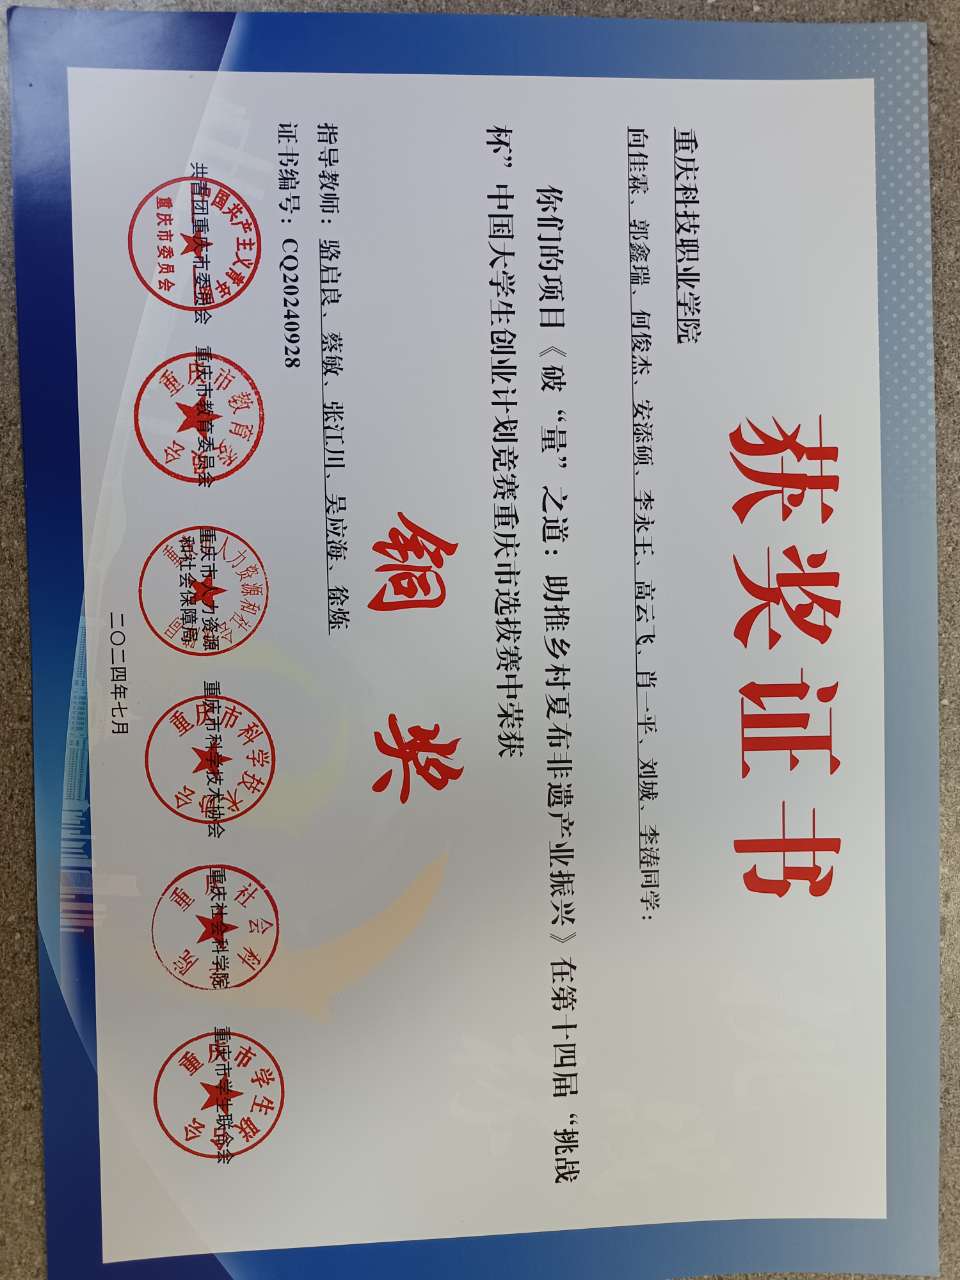 获奖证书
重庆科技职业学院
向佳霖、郭鑫瑞、何俊杰、安添硕、李永壬、高云飞、肖一平、刘城、李涛同学:
你们的项目《破“量”之道：助推乡村夏布非遗产业振兴》在第十四届“挑战
杯”中国大学生创业计划竞赛重庆市选拔赛中荣获
铜奖
指导教师：骆启良、蔡敏、张江川、吴应海、徐炼
证书编号：CQ20240928
共青团重庆市委员会
重庆市教育委员会
重庆市人力资源
和社会保障局
重庆市科学技术协会
重庆社会科学院
重庆市学生联合会
二〇二四年七月